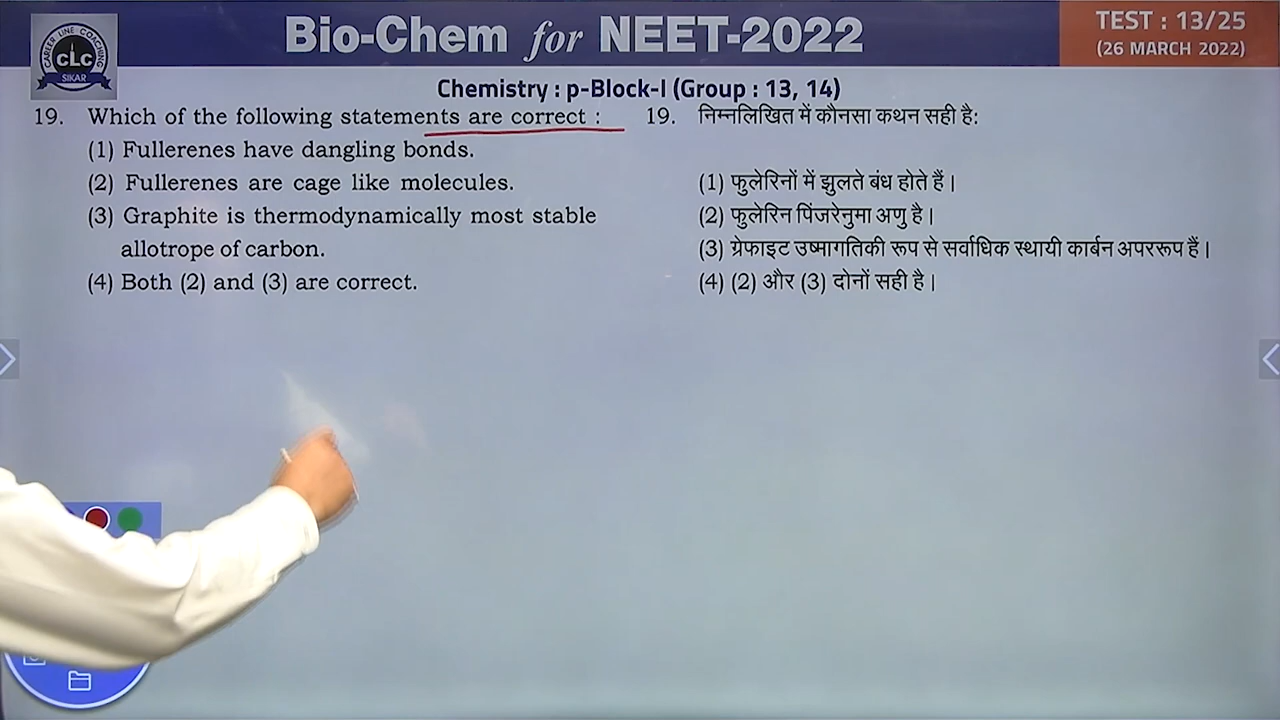 Bio-Chem for NEET-2022
TEST : 13/25
(26 MARCH 2022)
CAREER LINE COACHING
CLC
SIKAR
Chemistry : p-Block-I (Group : 13, 14)
19. Which of the following statements are correct :
(1) Fullerenes have dangling bonds.
(2) Fullerenes are cage like molecules.
(3) Graphite is thermodynamically most stable
allotrope of carbon.
(4) Both (2) and (3) are correct.
19. निम्नलिखित में कौनसा कथन सही है:
(1) फुलेरिनों में झुलते बंध होते हैं।
(2) फुलेरिन पिंजरेनुमा अणु है।
(3) ग्रेफाइट उष्मागतिकी रूप से सर्वाधिक स्थायी कार्बन अपररूप हैं।
(4) (2) और (3) दोनों सही है।